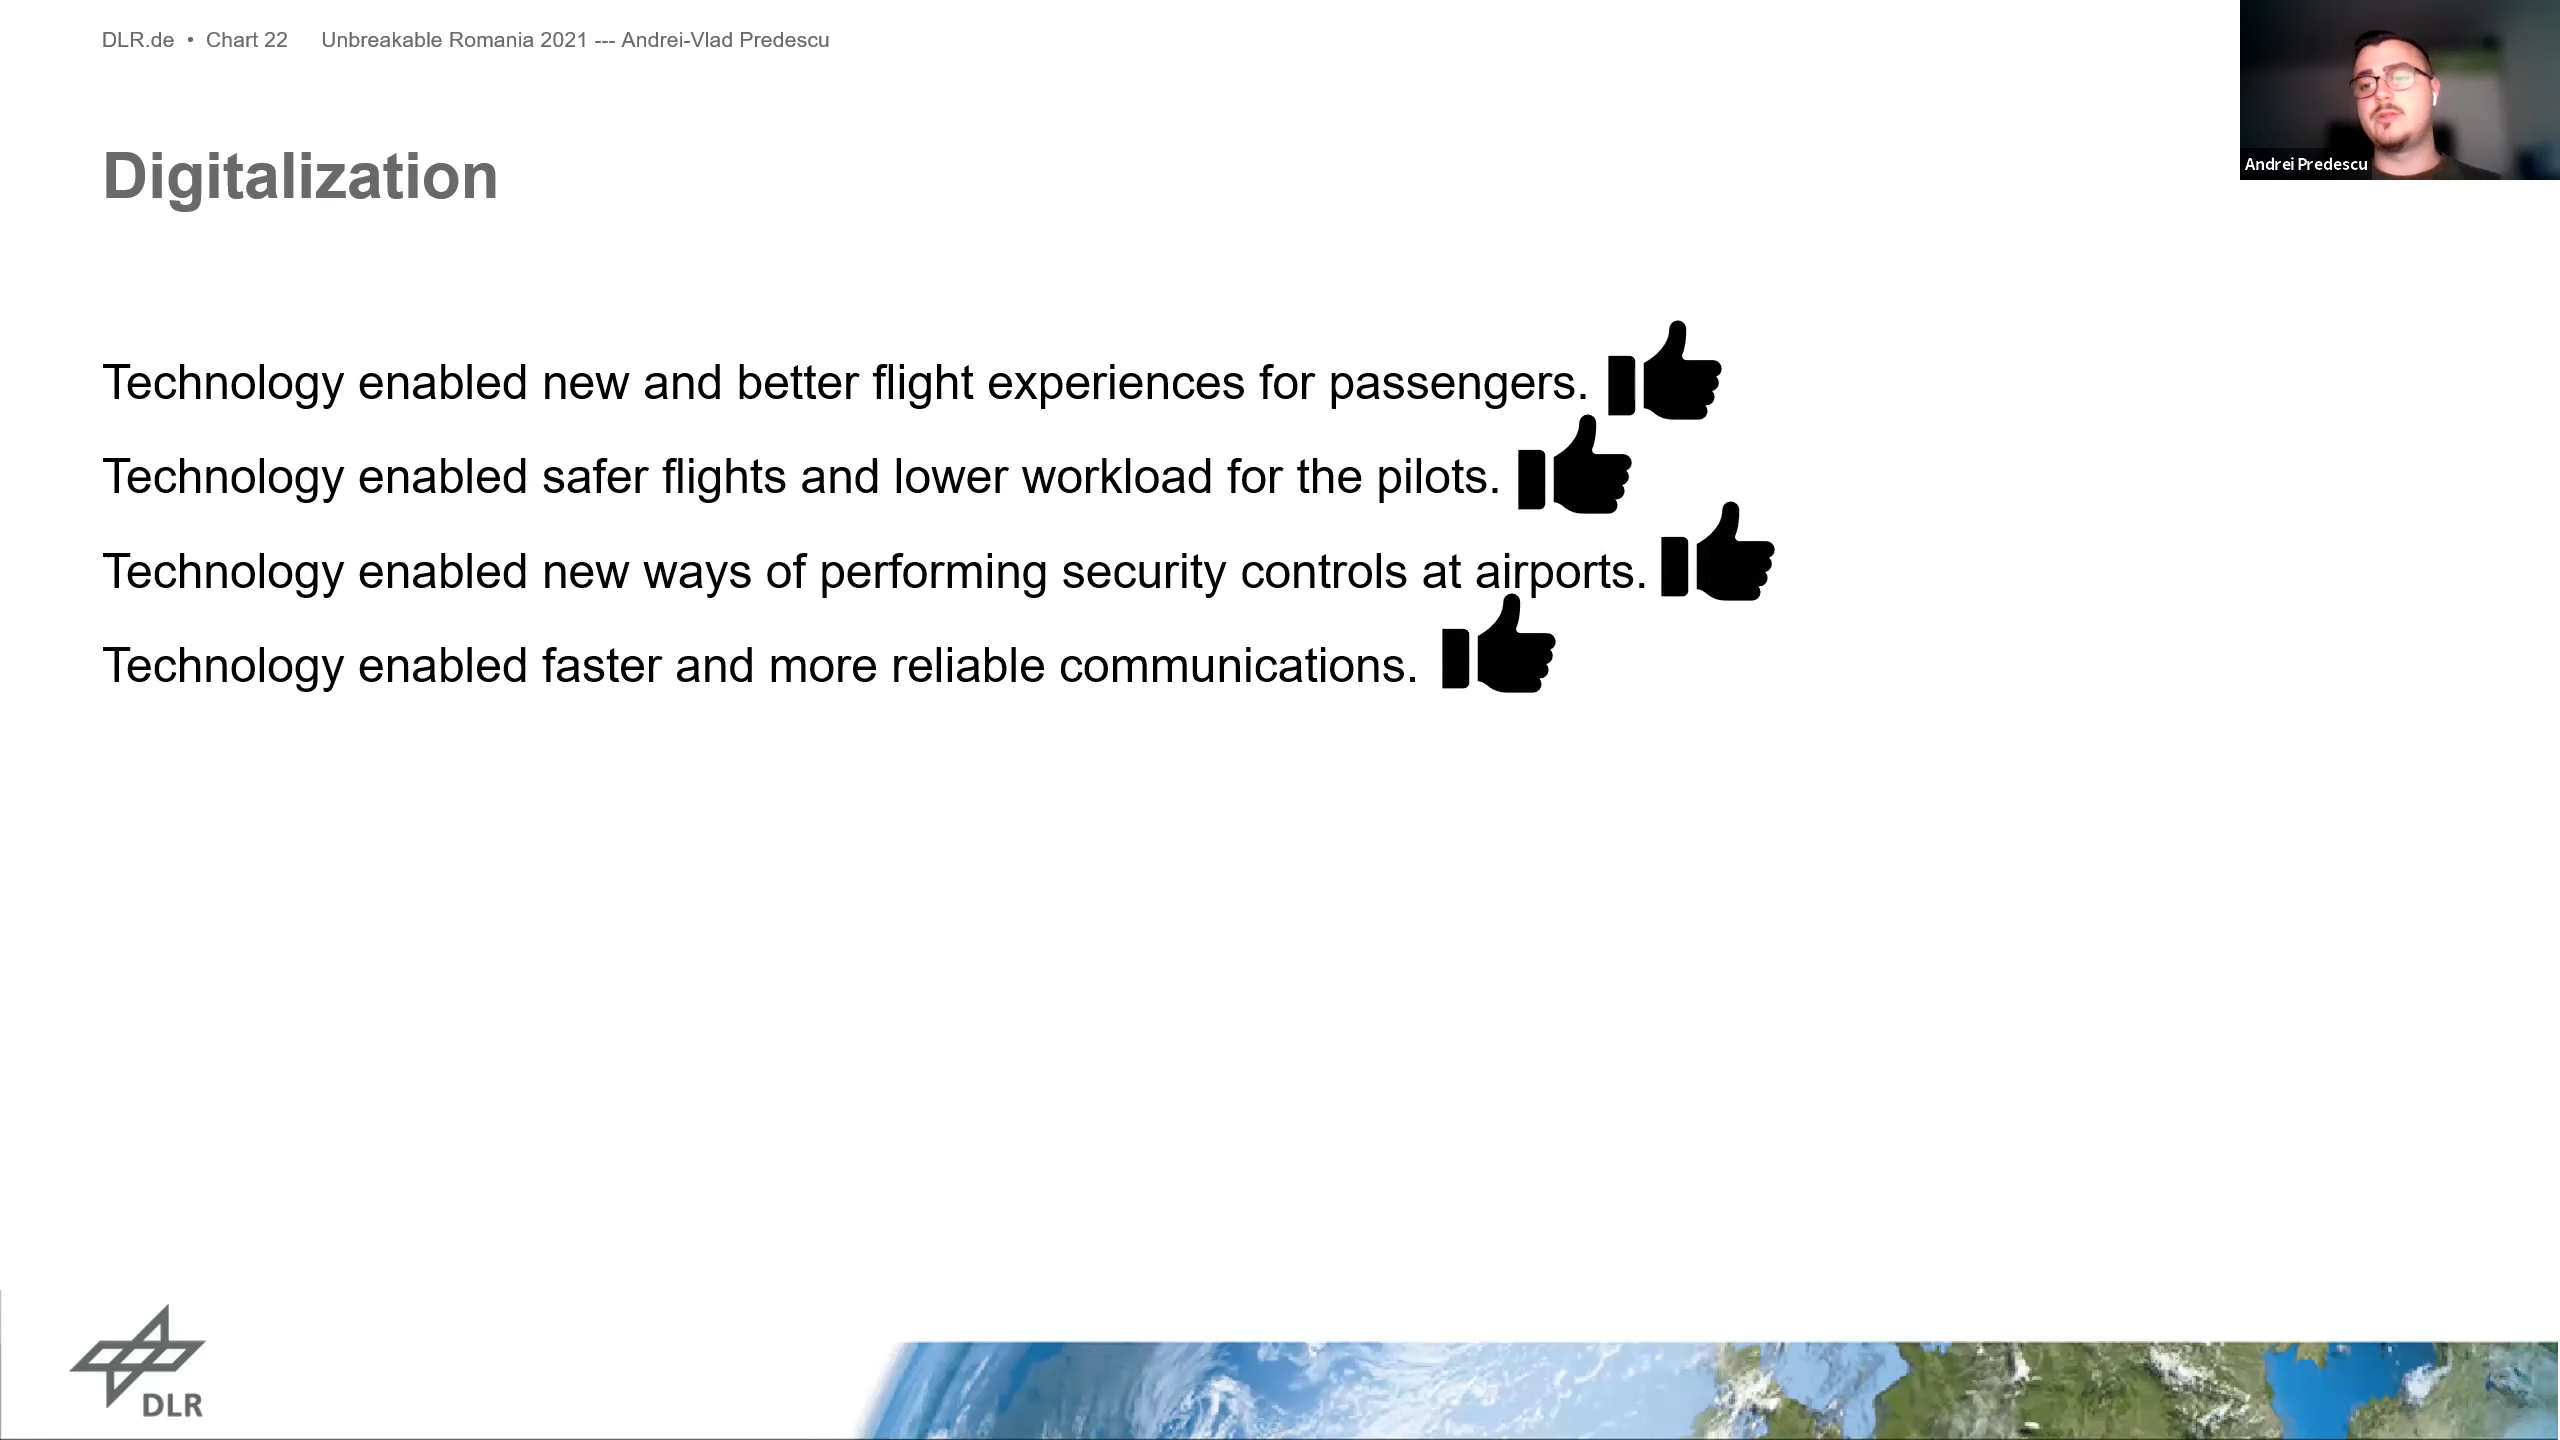 DLR.de • Chart 22 Unbreakable Romania 2021 --- Andrei-Vlad Predescu
Andrei Predescu
Digitalization
Technology enabled new and better flight experiences for passengers.
Technology enabled safer flights and lower workload for the pilots.
Technology enabled new ways of performing security controls at airports.
Technology enabled faster and more reliable communications.
DLR